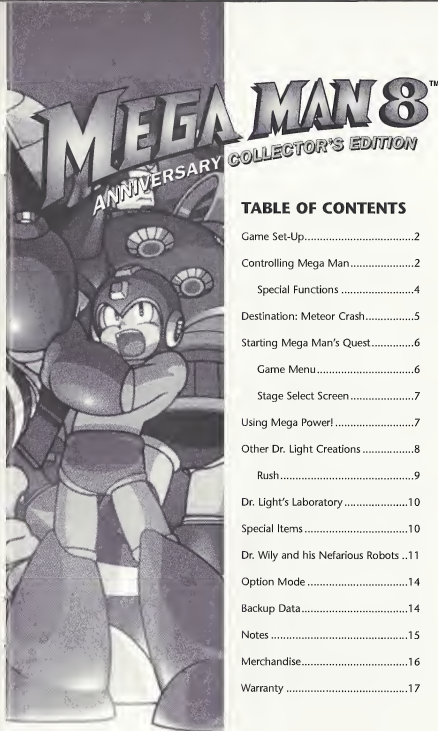 MEGA MAN 8™
ANNIVERSARY COLLECTOR'S EDITION
TABLE OF CONTENTS
Game Set-Up..............................2
Controlling Mega Man....................2
Special Functions ........................4
Destination: Meteor Crash..............5
Starting Mega Man's Quest............6
Game Menu..............................6
Stage Select Screen....................7
Using Mega Power!......................7
Other Dr. Light Creations ..............8
Rush........................................9
Dr. Light's Laboratory..................10
Special Items ............................10
Dr. Wily and his Nefarious Robots ..11
Option Mode ............................14
Backup Data..............................14
Notes ......................................15
Merchandise..............................16
Warranty ..................................17